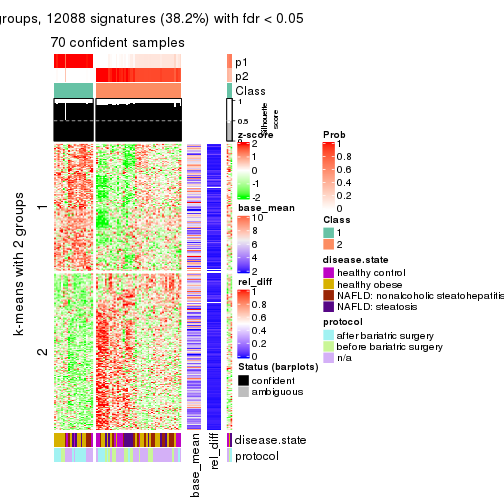 groups, 12088 signatures (38.2%) with fdr < 0.05
70 confident samples
p1
p2
Class
1
0.5
0
Silhouette
score
k-means with 2 groups
1
2
z-score
2
1
0
-1
-2
base_mean
10
8
6
4
2
rel_diff
1
0.8
0.6
0.4
0.2
0
Status (barplots)
confident
ambiguous
Prob
1
0.8
0.6
0.4
0.2
0
Class
1
2
disease.state
healthy control
healthy obese
NAFLD: nonalcoholic steatohepatitis
NAFLD: steatosis
protocol
after bariatric surgery
before bariatric surgery
n/a
disease.state
protocol
base_mean
rel_diff